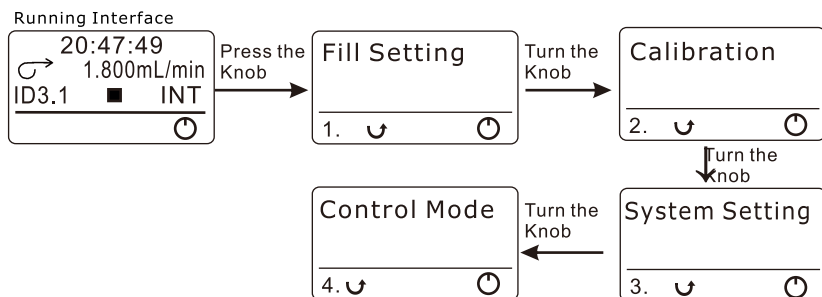 Running Interface
20:47:49
1.800mL/min
ID3.1 INT
Press the
Knob
Fill Setting
1.
Turn the
Knob
Calibration
2.
Turn the
Knob
System Setting
3.
Turn the
Knob
Control Mode
4.